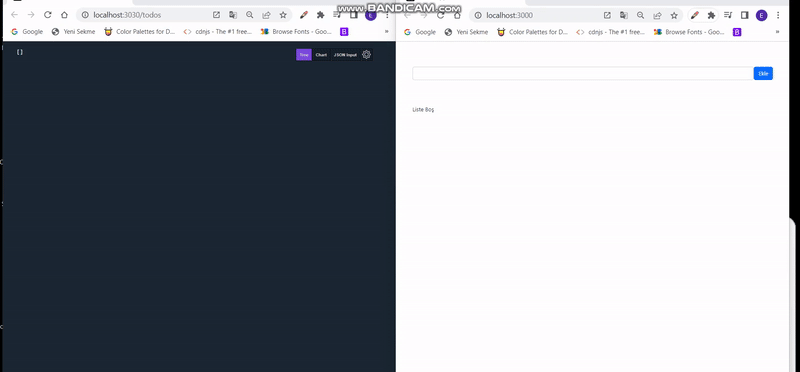 www.BANDICAM.com
localhost:3030/todos
E
Google
Yeni Sekme
Color Palettes for D...
cdnjs - The #1 free...
Browse Fonts - Goo...
B
»
[ ]
Tree
Chart
JSON Input
localhost:3000
E
Google
Yeni Sekme
Color Palettes for D...
cdnjs - The #1 free...
Browse Fonts - Goo...
B
»
Ekle
Liste Boş